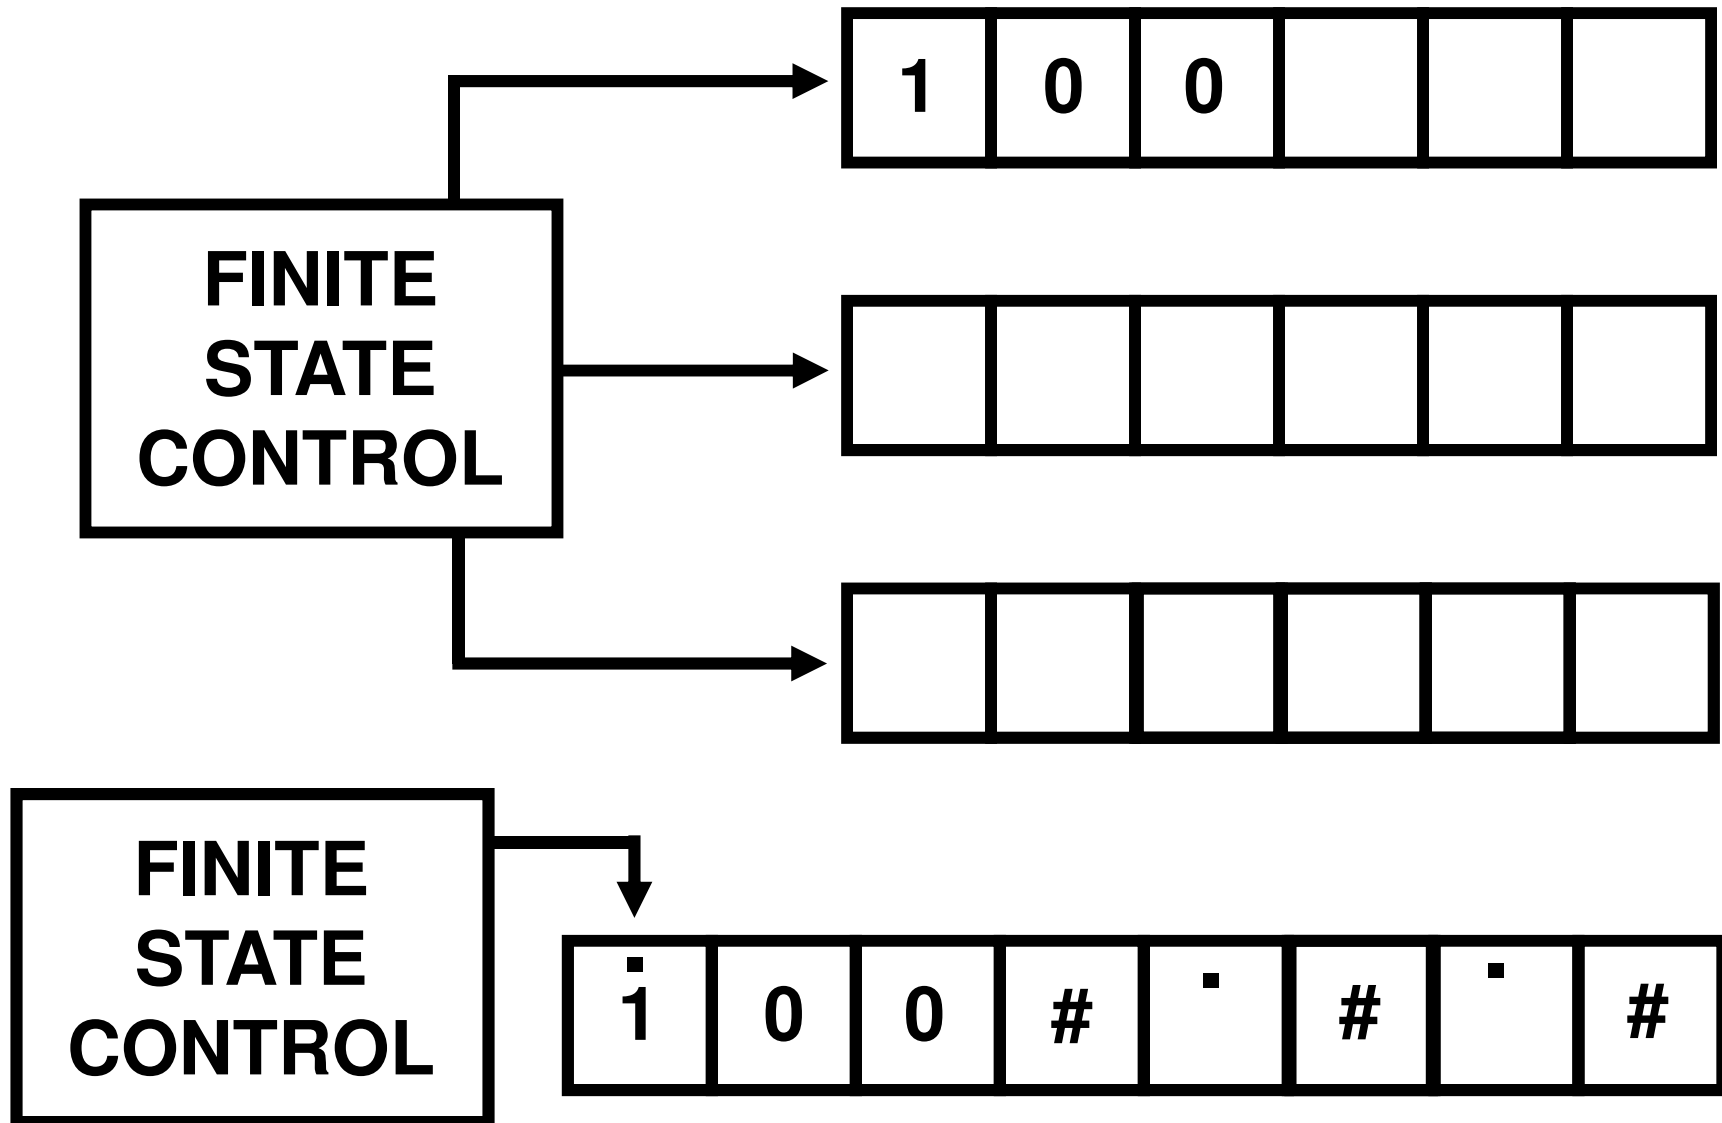 1 0 0
FINITE
STATE
CONTROL
FINITE
STATE
CONTROL
1̇ 0 0 # ˙ # ˙ #